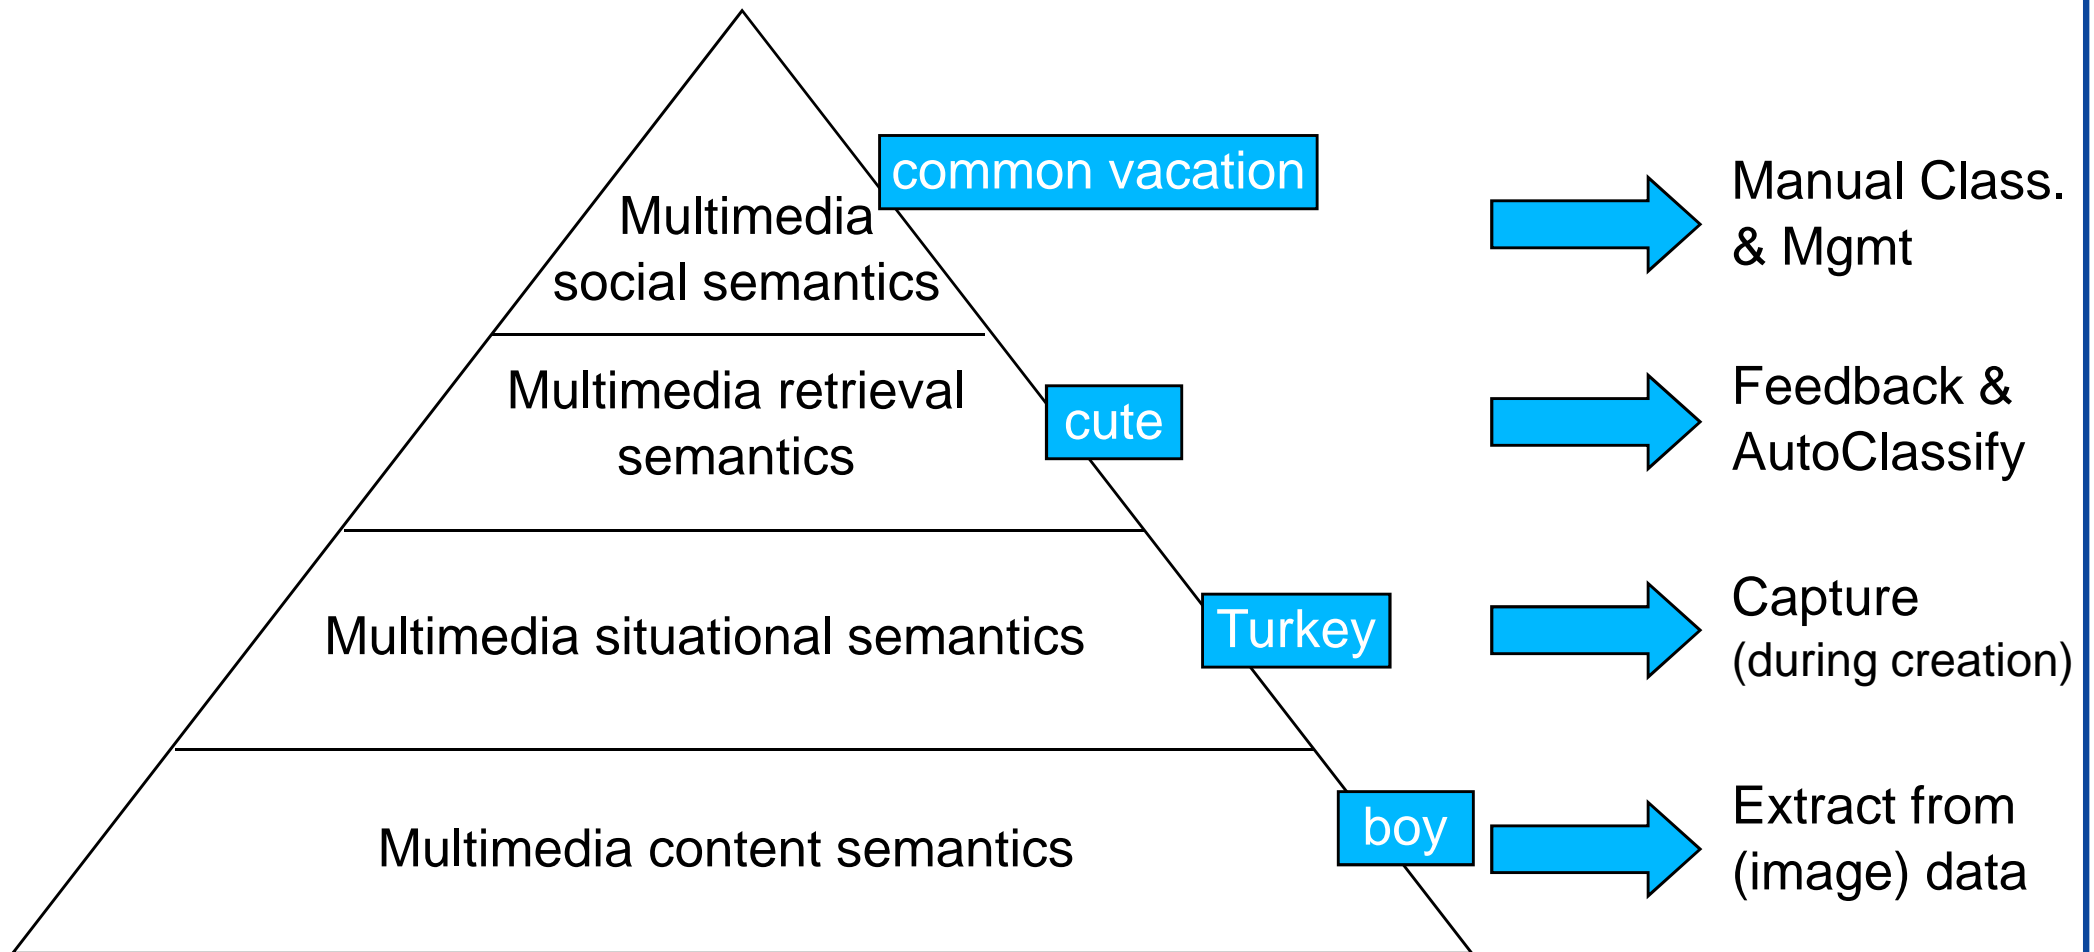 common vacation
Multimedia
social semantics
Manual Class.
& Mgmt
Multimedia retrieval
semantics
cute
Feedback &
AutoClassify
Multimedia situational semantics
Turkey
Capture
(during creation)
Multimedia content semantics
boy
Extract from
(image) data